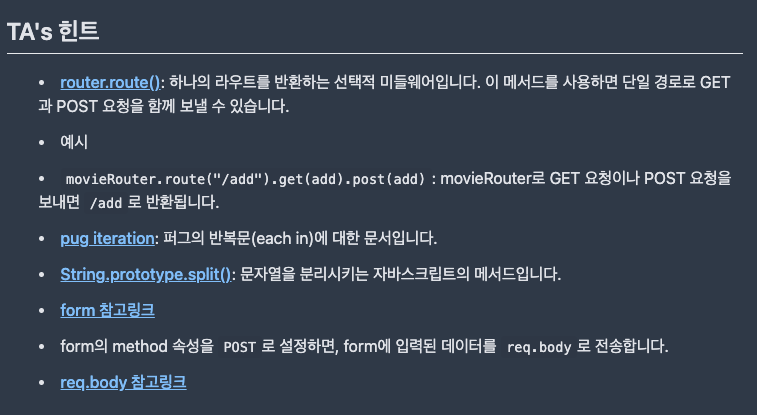 TA's 힌트
• router.route(): 하나의 라우트를 반환하는 선택적 미들웨어입니다. 이 메서드를 사용하면 단일 경로로 GET
과 POST 요청을 함께 보낼 수 있습니다.
• 예시
• movieRouter.route("/add").get(add).post(add) : movieRouter로 GET 요청이나 POST 요청을
보내면 /add 로 반환됩니다.
• pug iteration: 퍼그의 반복문(each in)에 대한 문서입니다.
• String.prototype.split(): 문자열을 분리시키는 자바스크립트의 메서드입니다.
• form 참고링크
• form의 method 속성을 POST 로 설정하면, form에 입력된 데이터를 req.body 로 전송합니다.
• req.body 참고링크